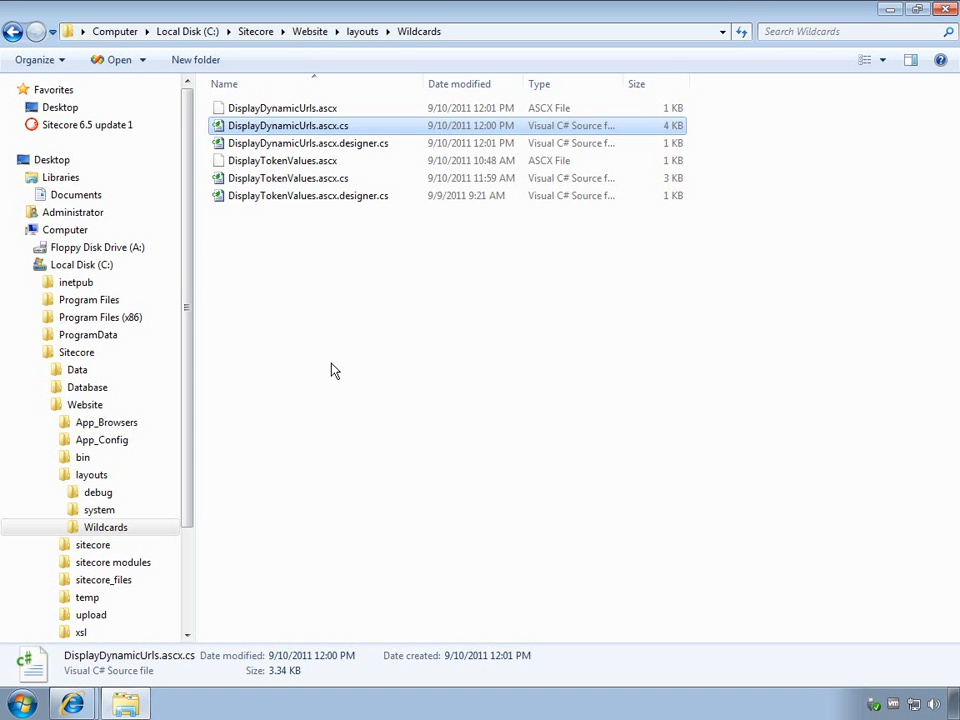 Computer Local Disk (C:) Sitecore Website layouts Wildcards Search Wildcards
Organize Open New folder
Favorites
Desktop
Sitecore 6.5 update 1
Desktop
Libraries
Documents
Administrator
Computer
Floppy Disk Drive (A:)
Local Disk (C:)
inetpub
Program Files
Program Files (x86)
ProgramData
Sitecore
Data
Database
Website
App_Browsers
App_Config
bin
layouts
debug
system
Wildcards
sitecore
sitecore modules
sitecore_files
temp
upload
xsl
Name Date modified Type Size
DisplayDynamicUrls.ascx 9/10/2011 12:01 PM ASCX File 1 KB
DisplayDynamicUrls.ascx.cs 9/10/2011 12:00 PM Visual C# Source f... 4 KB
DisplayDynamicUrls.ascx.designer.cs 9/10/2011 12:01 PM Visual C# Source f... 1 KB
DisplayTokenValues.ascx 9/10/2011 10:48 AM ASCX File 1 KB
DisplayTokenValues.ascx.cs 9/10/2011 11:59 AM Visual C# Source f... 3 KB
DisplayTokenValues.ascx.designer.cs 9/9/2011 9:21 AM Visual C# Source f... 1 KB
DisplayDynamicUrls.ascx.cs Date modified: 9/10/2011 12:00 PM Date created: 9/10/2011 12:01 PM
Visual C# Source file Size: 3.34 KB